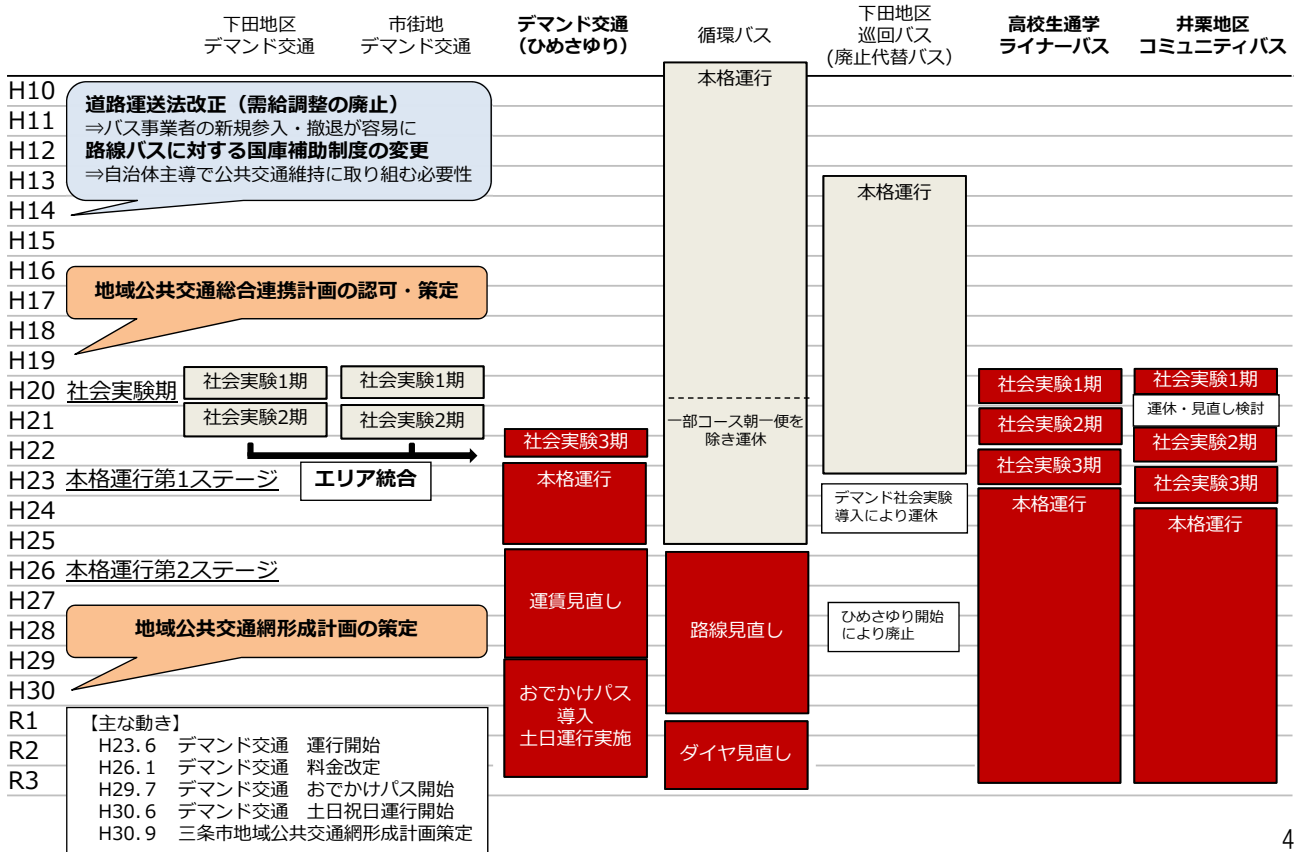 下田地区
デマンド交通
市街地
デマンド交通
デマンド交通
(ひめさゆり)
循環バス
下田地区
巡回バス
(廃止代替バス)
高校生通学
ライナーバス
井栗地区
コミュニティバス
H10
H11
H12
H13
H14
H15
H16
H17
H18
H19
H20
H21
H22
H23
H24
H25
H26
H27
H28
H29
H30
R1
R2
R3
道路運送法改正（需給調整の廃止）
⇒バス事業者の新規参入・撤退が容易に
路線バスに対する国庫補助制度の変更
⇒自治体主導で公共交通維持に取り組む必要性
地域公共交通総合連携計画の認可・策定
社会実験期
本格運行第1ステージ
本格運行第2ステージ
地域公共交通網形成計画の策定
社会実験1期
社会実験2期
社会実験1期
社会実験2期
エリア統合
社会実験3期
本格運行
運賃見直し
おでかけパス
導入
土日運行実施
本格運行
一部コース朝一便を
除き運休
路線見直し
ダイヤ見直し
本格運行
デマンド社会実験
導入により運休
ひめさゆり開始
により廃止
社会実験1期
社会実験2期
社会実験3期
本格運行
社会実験1期
運休・見直し検討
社会実験2期
社会実験3期
本格運行
【主な動き】
H23.6 デマンド交通 運行開始
H26.1 デマンド交通 料金改定
H29.7 デマンド交通 おでかけパス開始
H30.6 デマンド交通 土日祝日運行開始
H30.9 三条市地域公共交通網形成計画策定
4